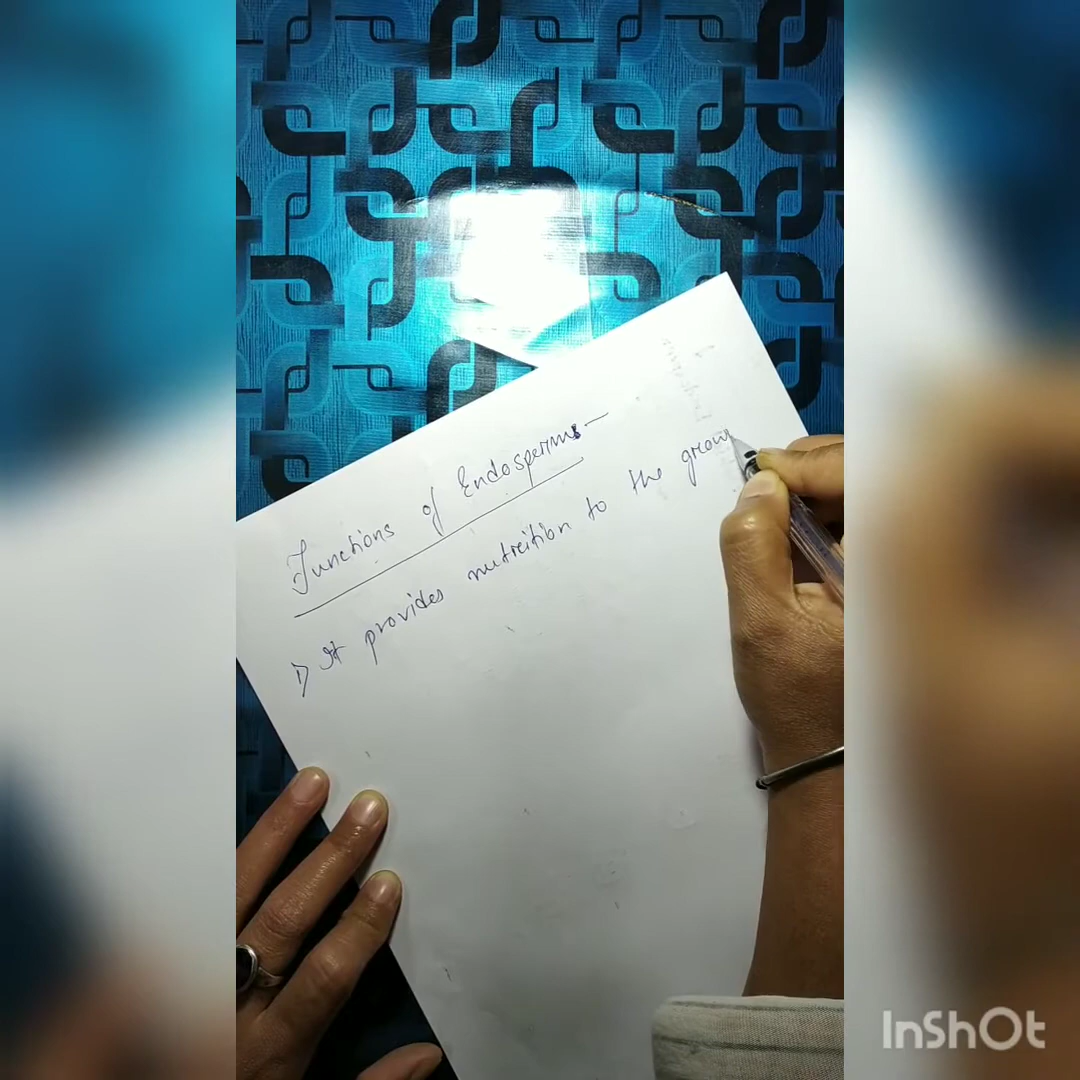 Functions of Endosperms-
1) It provides nutrition to the grow
InShOt